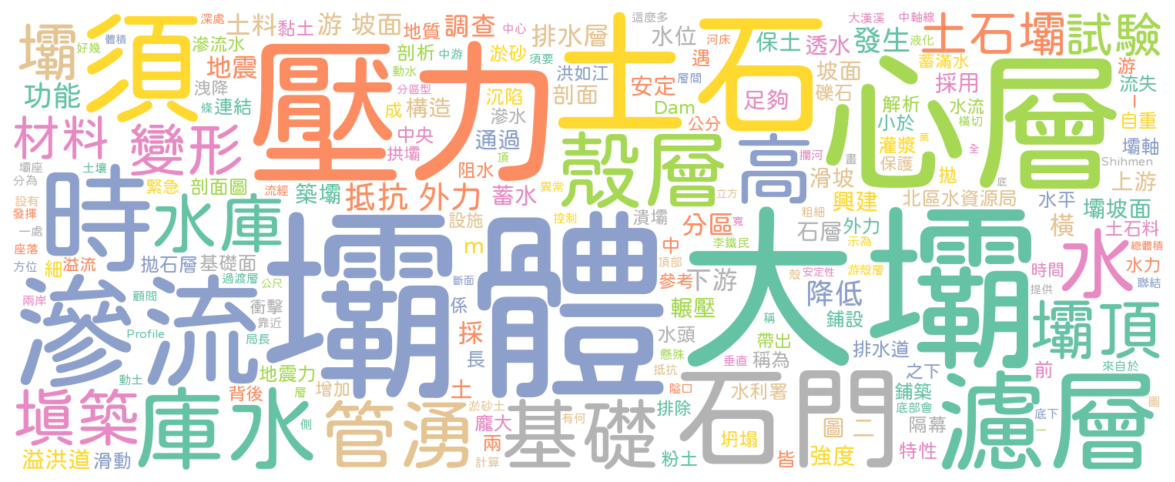 深處 土料 黏土 游 坡面 地質 調查 中心 這麼多 大漢溪 中軸線
好幾 體積 滲流水 須 壓力 剖析 中游 淤砂 排水層 水位 土石 保土 透水 發生 液化 土石壩 試驗
壩 地震 洩降 動水 須要 洪如江 河床 遇 安定 心層 蓄滿水 游
功能 條 連結 分區型 沉陷 層間 剖面 Dam 足夠 坡面 礫石 採用 流失
材料 變形 成 構造 滲水 公分 解析 小於 水流 橫切 I 自重
中央 拱壩 通過 殼層 攔河 高 畫 灌漿 萬 保護 全 壩軸
壩座 分為 土壤 阻水 頂 滑坡 拋 Shihmen 上游
緊急 剖面圖 流經 築壩 抵抗 外力 蓄水 異常 立方 興建 北區水資源局 底 水平
設有 發揮 時 水庫 設施 潰壩 分區 寬 粗細 橫 壩坡面
一處 壩體 控制 李鐵民 石層 外力 土石料
座落 溢流 拋石層 基礎面 m 中 頂部 示為 大壩 水 總體積
方位 細 過渡層 斷面 參考 下游 殼 安定性 游殼層 時間 水力
兩岸 滲流 顧問 公尺 衝擊 係 輾壓 降低 提供 聯結
Profile 局長 靠近 採 水頭 懸殊 稱 鋪設 壩頂
動土 地震力 長 帶出 垂直 稱為 排水道 之下 前 來自於
填築 庫水 背後 層 增加 土 抵抗 水利署 隘口 鋪築 濾層 圖
管湧 淤砂土 有何 基礎 排除 石門 底部會 底下
側 龐大 坍塌 圖 二 隔幕 一
溢洪道 滑動 計算 兩 粉土 皆 強度 特性